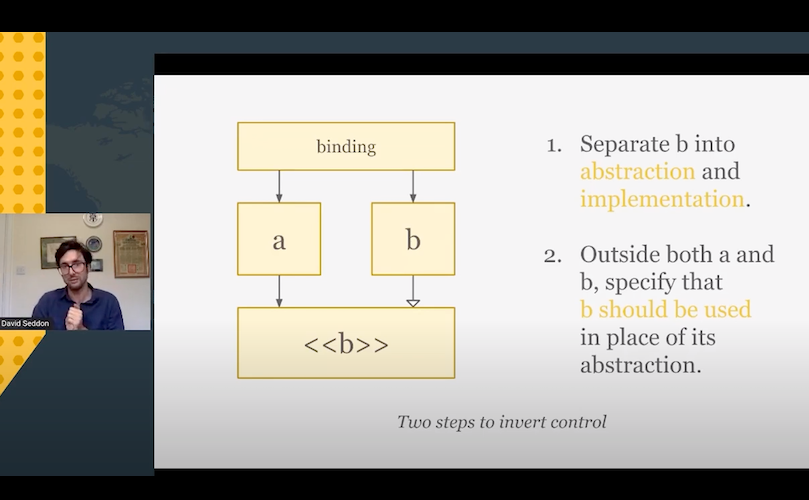 binding
a
b
<<b>>
1. Separate b into
abstraction and
implementation.
2. Outside both a and
b, specify that
b should be used
in place of its
abstraction.
Two steps to invert control
David Seddon